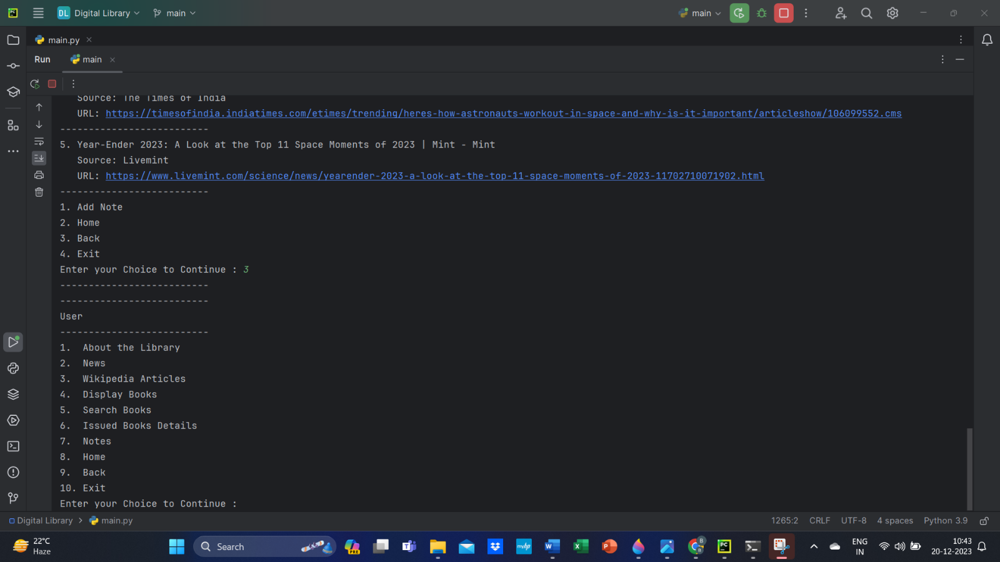 PC DL Digital Library main main
main.py
Run main
Source: The Times of India
URL: https://timesofindia.indiatimes.com/etimes/trending/heres-how-astronauts-workout-in-space-and-why-is-it-important/articleshow/106099552.cms
--------------------------
5. Year-Ender 2023: A Look at the Top 11 Space Moments of 2023 | Mint - Mint
Source: Livemint
URL: https://www.livemint.com/science/news/yearender-2023-a-look-at-the-top-11-space-moments-of-2023-11702710071902.html
--------------------------
1. Add Note
2. Home
3. Back
4. Exit
Enter your Choice to Continue : 3
--------------------------
--------------------------
User
--------------------------
1. About the Library
2. News
3. Wikipedia Articles
4. Display Books
5. Search Books
6. Issued Books Details
7. Notes
8. Home
9. Back
10. Exit
Enter your Choice to Continue :
Digital Library > main.py 1265:2 CRLF UTF-8 4 spaces Python 3.9
22°C
Haze
Search
PRE
myhp
PC
ENG
IN
10:43
20-12-2023